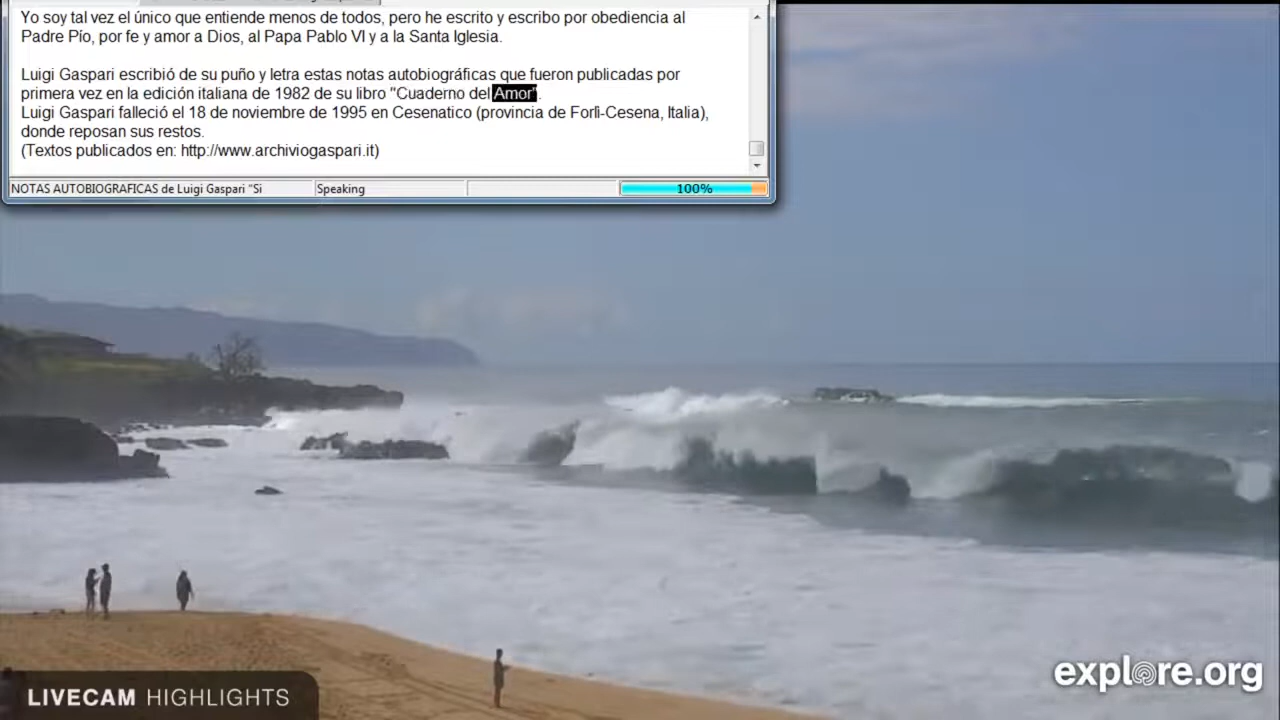 Yo soy tal vez el único que entiende menos de todos, pero he escrito y escribo por obediencia al
Padre Pío, por fe y amor a Dios, al Papa Pablo VI y a la Santa Iglesia.
Luigi Gaspari escribió de su puño y letra estas notas autobiográficas que fueron publicadas por
primera vez en la edición italiana de 1982 de su libro "Cuaderno del Amor".
Luigi Gaspari falleció el 18 de noviembre de 1995 en Cesenatico (provincia de Forlì-Cesena, Italia),
donde reposan sus restos.
(Textos publicados en: http://www.archiviogaspari.it)
NOTAS AUTOBIOGRAFICAS de Luigi Gaspari "Si
Speaking
100%
LIVECAM HIGHLIGHTS
explore.org